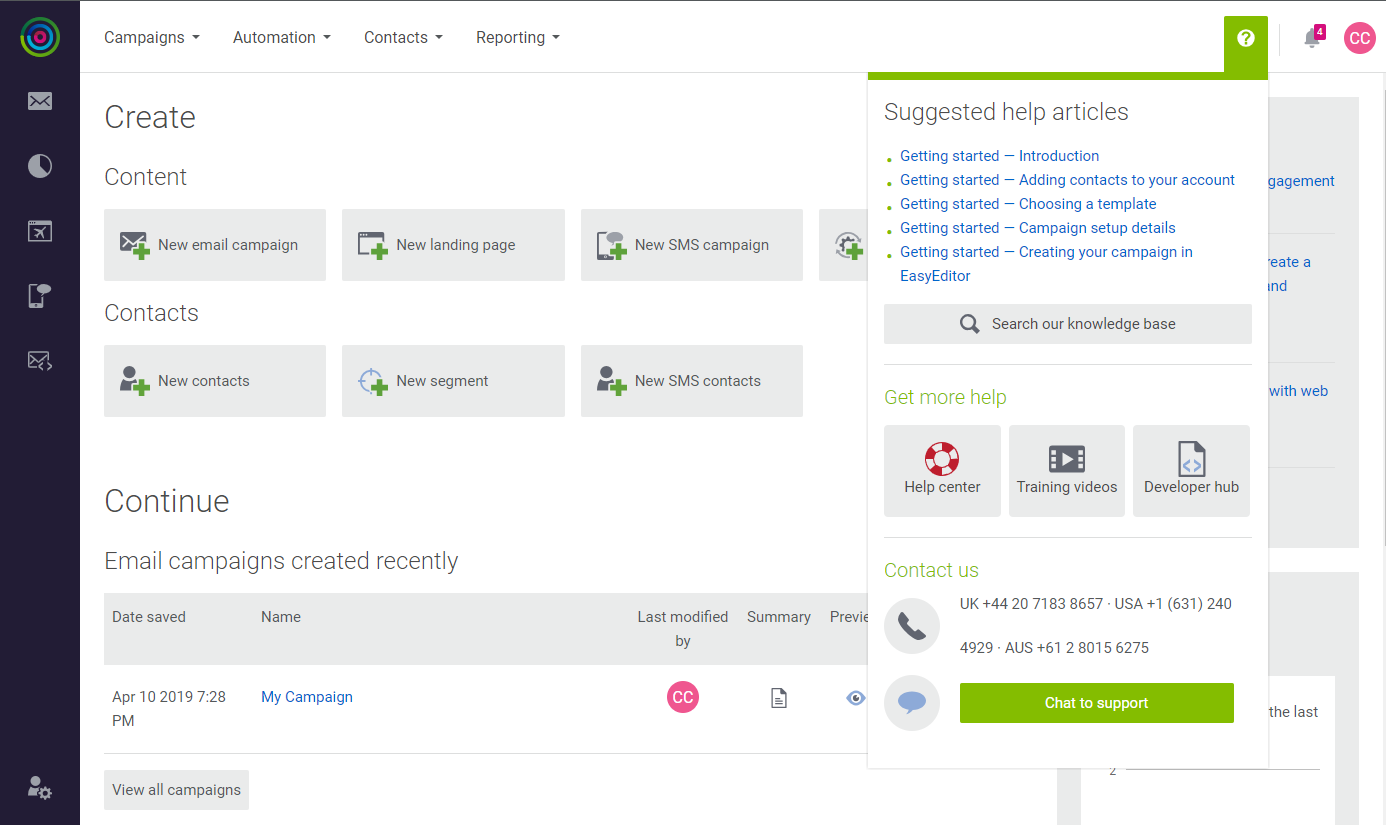 Campaigns
Automation
Contacts
Reporting
4
CC
Create
Content
New email campaign
New landing page
New SMS campaign
Contacts
New contacts
New segment
New SMS contacts
Continue
Email campaigns created recently
Date saved
Name
Last modified
by
Summary
Previe
Apr 10 2019 7:28
PM
My Campaign
CC
View all campaigns
Suggested help articles
Getting started — Introduction
Getting started — Adding contacts to your account
Getting started — Choosing a template
Getting started — Campaign setup details
Getting started — Creating your campaign in
EasyEditor
Search our knowledge base
Get more help
Help center
Training videos
Developer hub
Contact us
UK +44 20 7183 8657 · USA +1 (631) 240
4929 · AUS +61 2 8015 6275
Chat to support
gagement
reate a
and
with web
the last
2